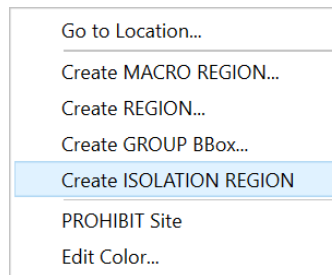 Go to Location...
Create MACRO REGION...
Create REGION...
Create GROUP BBox...
Create ISOLATION REGION
PROHIBIT Site
Edit Color...